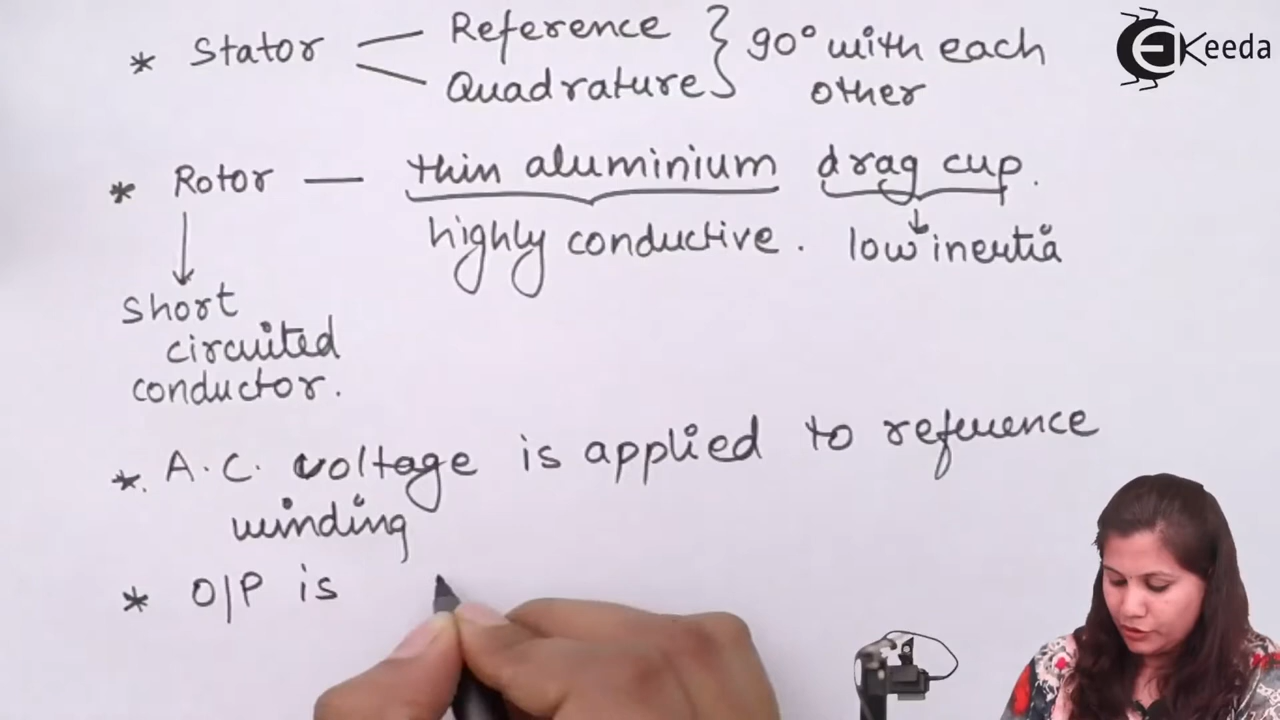 * Stator Reference } 90° with each
Quadrature other
* Rotor — thin aluminium drag cup.
highly conductive. low inertia
short
circuited
conductor.
* A.C. voltage is applied to reference
winding
* O/P is
EKeeda